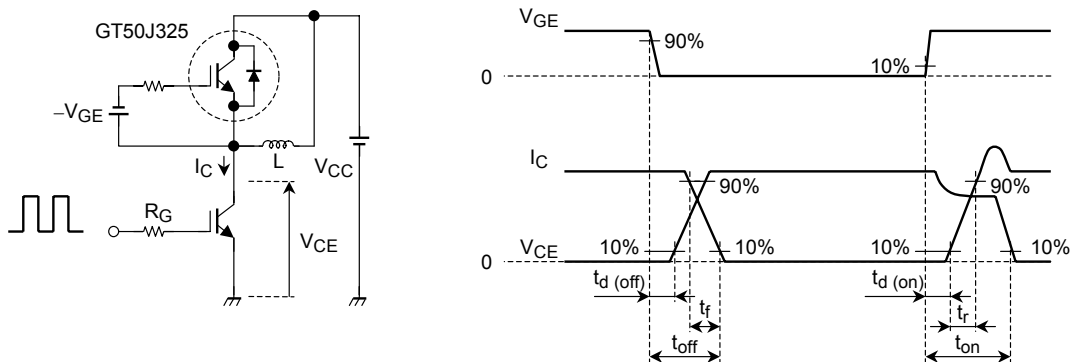 GT50J325
−VGE
IC
L
VCC
RG
VCE
VGE
90%
10%
0
IC
90%
90%
VCE
10%
10%
10%
10%
0
td (off)
td (on)
tf
tr
toff
ton